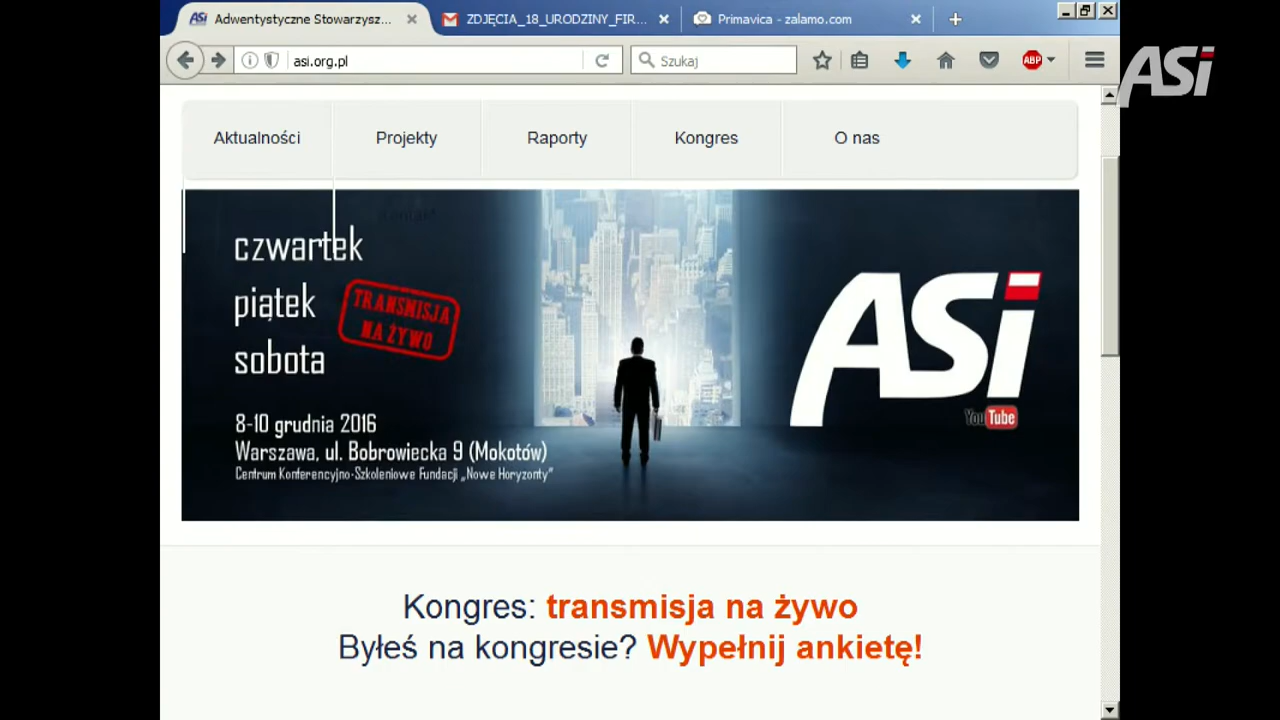 Adwentystyczne Stowarzysz...
ZDJĘCIA_18_URODZINY_FIR...
Primavica - zalamo.com
asi.org.pl
Szukaj
ABP
ASi
Aktualności
Projekty
Raporty
Kongres
O nas
Kontakt
czwartek
piątek
sobota
TRANSMISJA
NA ŻYWO
8-10 grudnia 2016
Warszawa, ul. Bobrowiecka 9 (Mokotów)
Centrum Konferencyjno-Szkoleniowe Fundacji „Nowe Horyzonty”
ASi
YouTube
Kongres: transmisja na żywo
Byłeś na kongresie? Wypełnij ankietę!